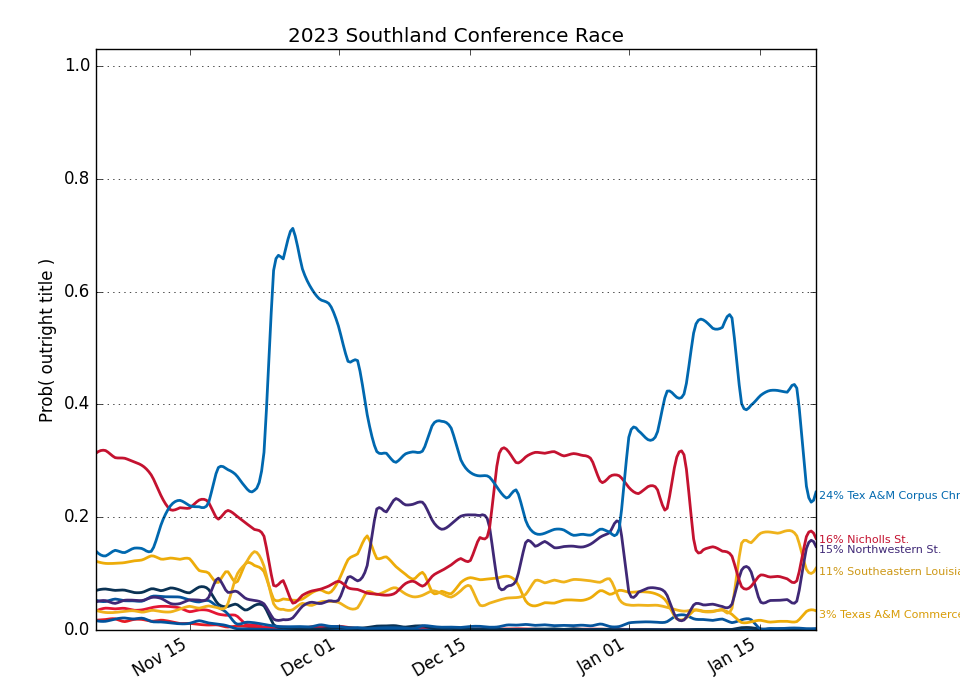 2023 Southland Conference Race
Prob( outright title )
1.0
0.8
0.6
0.4
0.2
0.0
Nov 15
Dec 01
Dec 15
Jan 01
Jan 15
24% Tex A&M Corpus Chr
16% Nicholls St.
15% Northwestern St.
11% Southeastern Louisia
3% Texas A&M Commerce